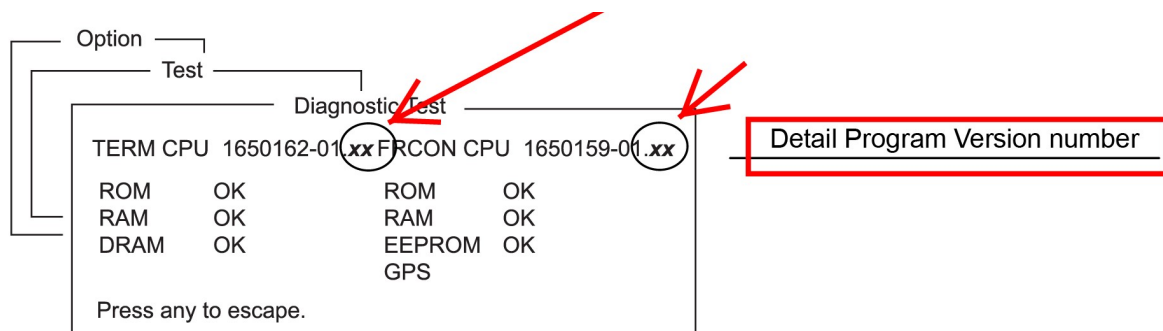 Option
Test
Diagnostic Test
TERM CPU 1650162-01.xx FRCON CPU 1650159-01.xx
Detail Program Version number
ROM OK ROM OK
RAM OK RAM OK
DRAM OK EEPROM OK
GPS
Press any to escape.